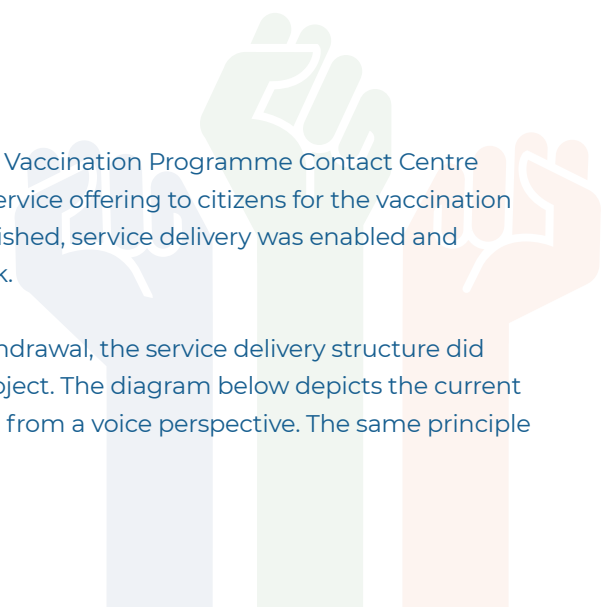 Vaccination Programme Contact Centre
ervice offering to citizens for the vaccination
ished, service delivery was enabled and
k.
ndrawal, the service delivery structure did
oject. The diagram below depicts the current
from a voice perspective. The same principle